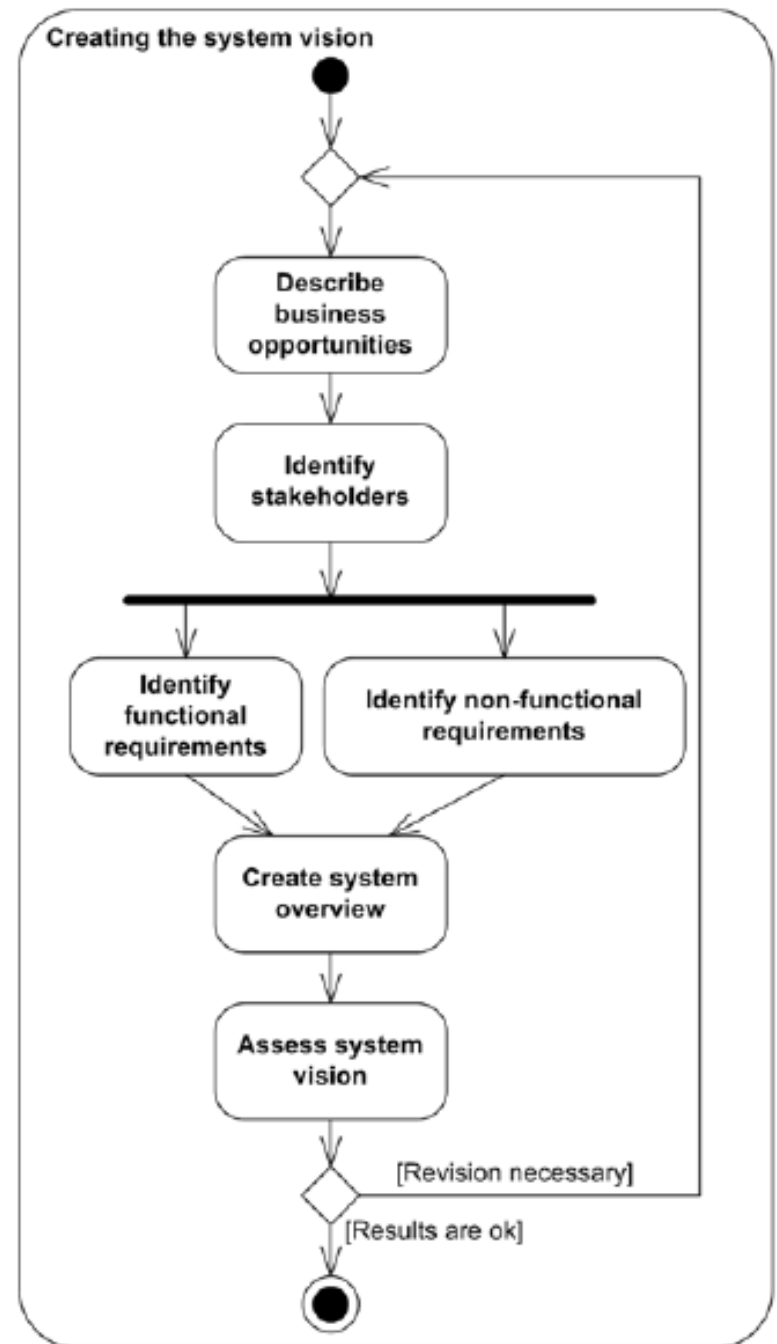 Creating the system vision
Describe
business
opportunities
Identify
stakeholders
Identify
functional
requirements
Identify non-functional
requirements
Create system
overview
Assess system
vision
[Revision necessary]
[Results are ok]